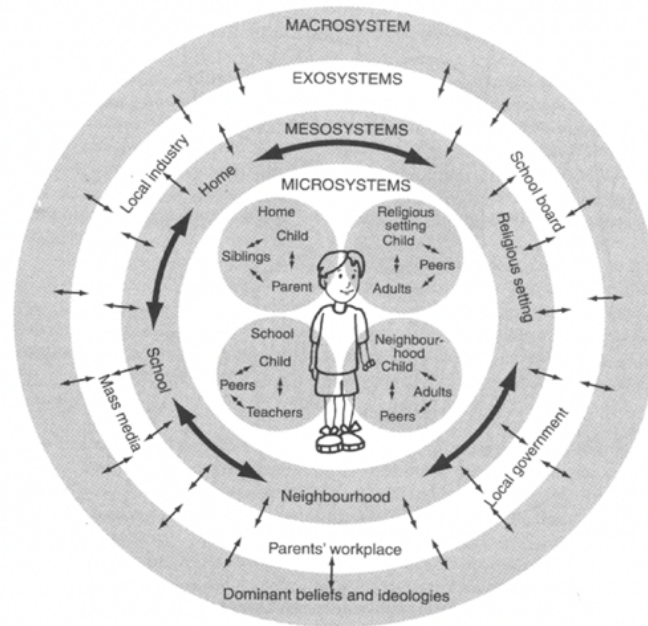 MACROSYSTEM
EXOSYSTEMS
MESOSYSTEMS
MICROSYSTEMS
Local industry
Home
School board
Religious setting
Home
Child
Siblings
Parent
Religious
setting
Child
Peers
Adults
School
Child
Peers
Teachers
Neighbour-
hood
Child
Adults
Peers
School
Mass media
Local government
Neighbourhood
Parents' workplace
Dominant beliefs and ideologies